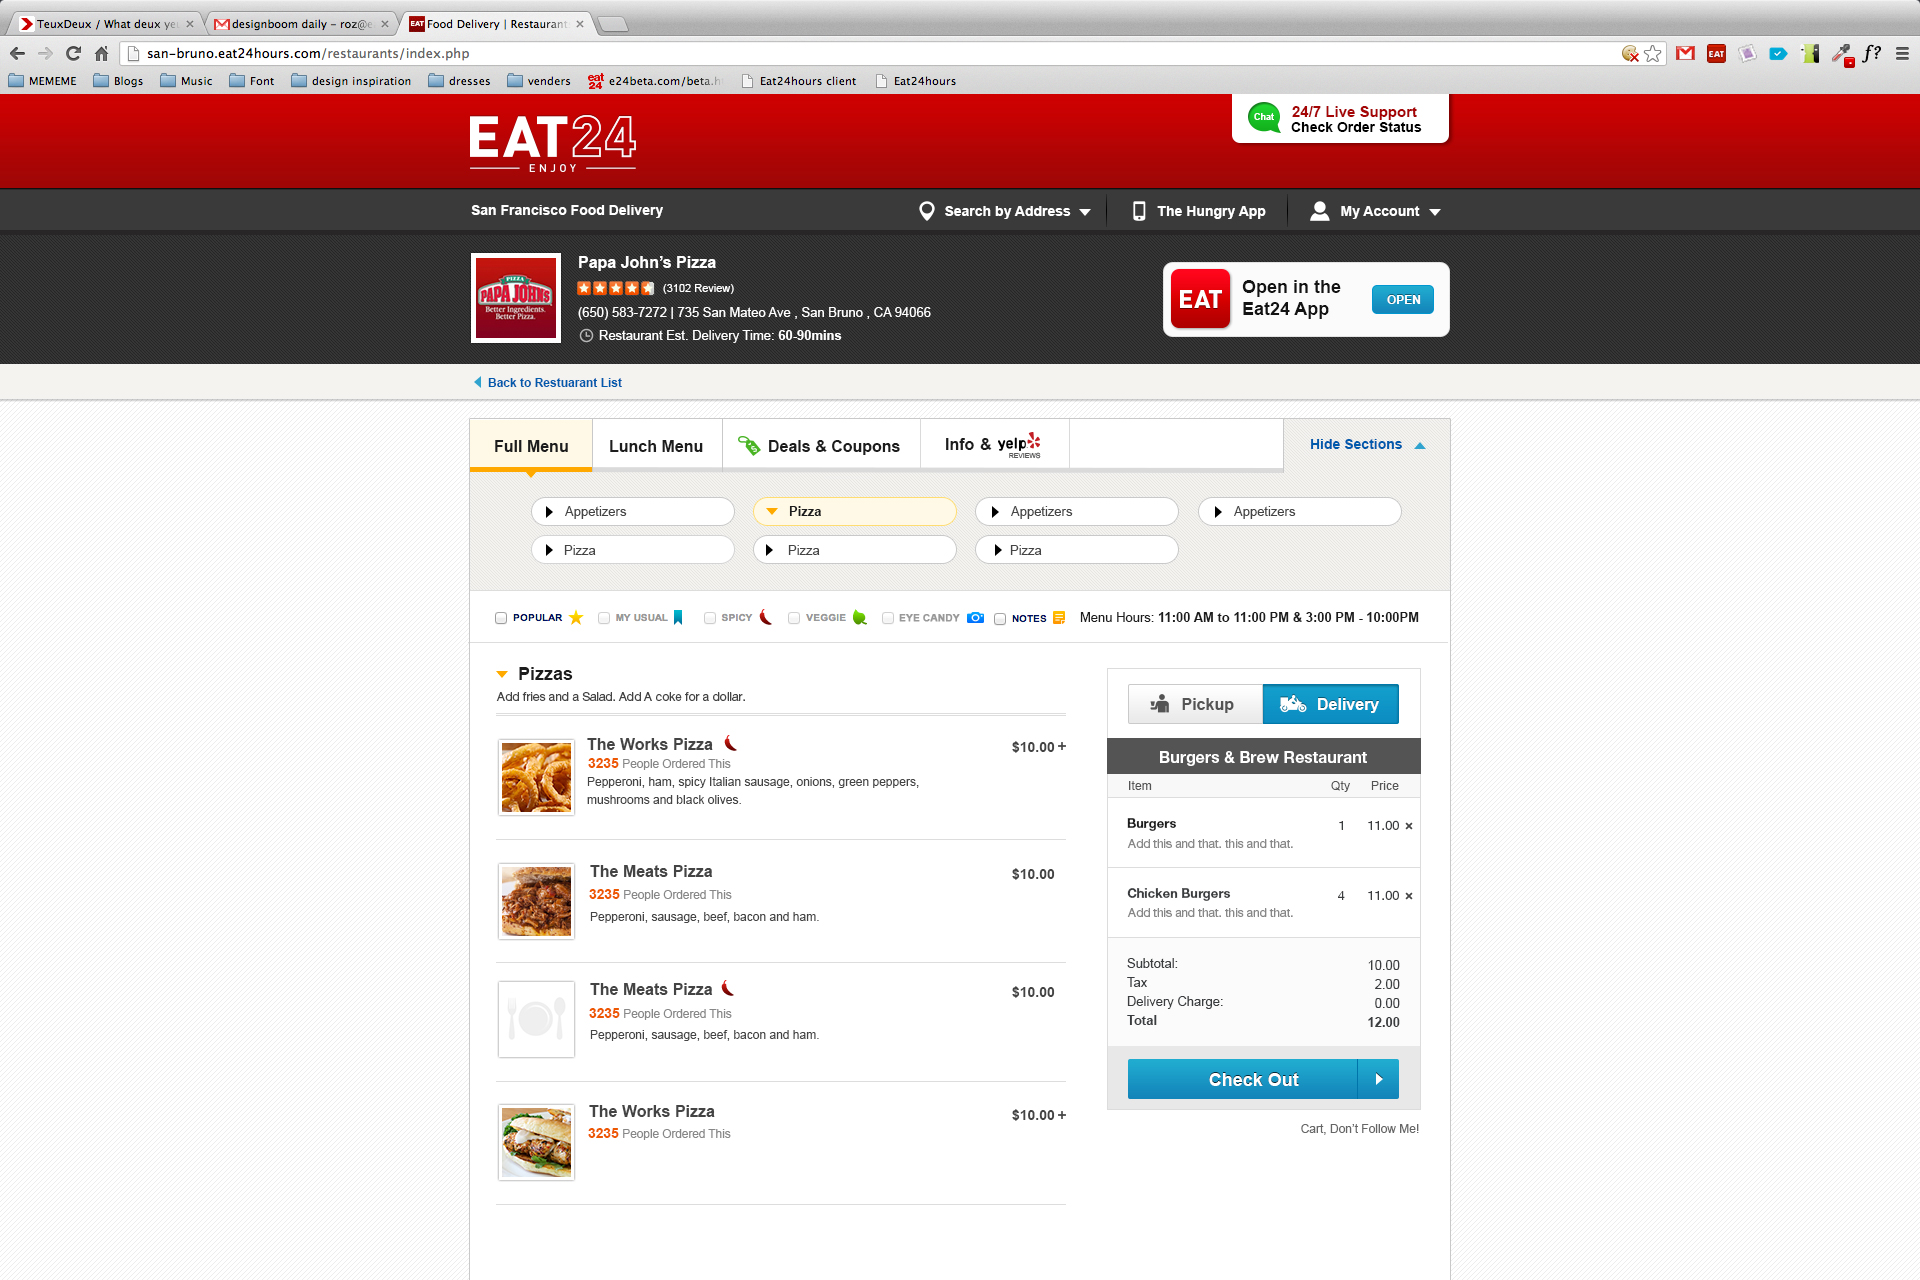 TeuxDeux / What deux ye
designboom daily – roz@e
EAT Food Delivery | Restaurant
san-bruno.eat24hours.com/restaurants/index.php
EAT
f?
MEMEME Blogs Music Font design inspiration dresses venders eat 24 e24beta.com/beta.h Eat24hours client Eat24hours
EAT24
ENJOY
Chat
24/7 Live Support
Check Order Status
San Francisco Food Delivery
Search by Address
The Hungry App
My Account
PIZZA
PAPA JOHNS
Better Ingredients.
Better Pizza.
Papa John’s Pizza
(3102 Review)
(650) 583-7272 | 735 San Mateo Ave , San Bruno , CA 94066
Restaurant Est. Delivery Time: 60-90mins
EAT
Open in the
Eat24 App
OPEN
Back to Restuarant List
Full Menu
Lunch Menu
Deals & Coupons
Info & yelp
REVIEWS
Hide Sections
Appetizers Pizza Appetizers Appetizers
Pizza Pizza Pizza
POPULAR MY USUAL SPICY VEGGIE EYE CANDY NOTES Menu Hours: 11:00 AM to 11:00 PM & 3:00 PM - 10:00PM
Pizzas
Add fries and a Salad. Add A coke for a dollar.
The Works Pizza $10.00 +
3235 People Ordered This
Pepperoni, ham, spicy Italian sausage, onions, green peppers,
mushrooms and black olives.
The Meats Pizza $10.00
3235 People Ordered This
Pepperoni, sausage, beef, bacon and ham.
The Meats Pizza $10.00
3235 People Ordered This
Pepperoni, sausage, beef, bacon and ham.
The Works Pizza $10.00 +
3235 People Ordered This
Pickup Delivery
Burgers & Brew Restaurant
Item Qty Price
Burgers 1 11.00 ×
Add this and that. this and that.
Chicken Burgers 4 11.00 ×
Add this and that. this and that.
Subtotal: 10.00
Tax 2.00
Delivery Charge: 0.00
Total 12.00
Check Out
Cart, Don’t Follow Me!